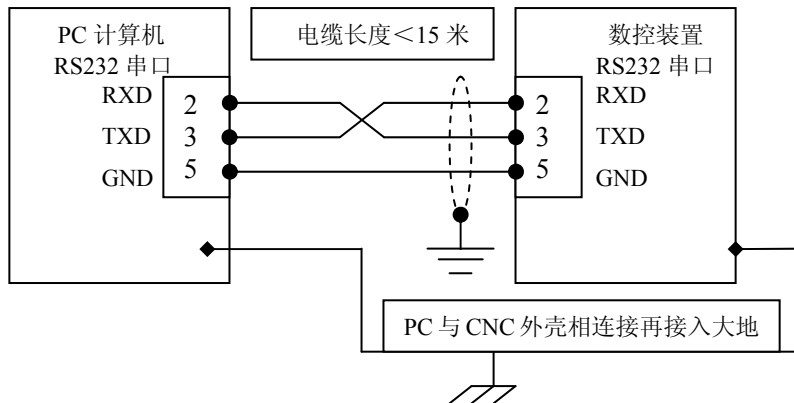 PC 计算机
RS232 串口
RXD
TXD
GND
2
3
5
电缆长度＜15 米
数控装置
RS232 串口
2
3
5
RXD
TXD
GND
PC 与 CNC 外壳相连接再接入大地